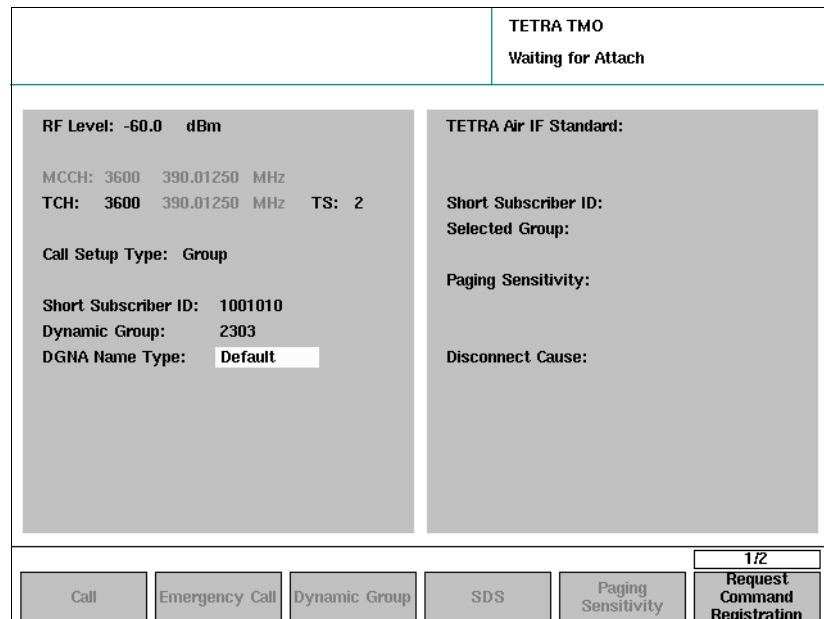 TETRA TMO
Waiting for Attach
RF Level: -60.0 dBm
MCCH: 3600 390.01250 MHz
TCH: 3600 390.01250 MHz TS: 2
Call Setup Type: Group
Short Subscriber ID: 1001010
Dynamic Group: 2303
DGNA Name Type: Default
TETRA Air IF Standard:
Short Subscriber ID:
Selected Group:
Paging Sensitivity:
Disconnect Cause:
1/2
Call
Emergency Call
Dynamic Group
SDS
Paging
Sensitivity
Request
Command
Registration